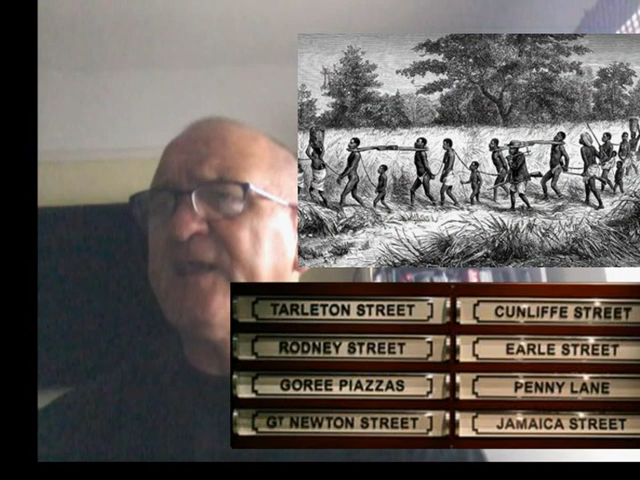 TARLETON STREET
CUNLIFFE STREET
RODNEY STREET
EARLE STREET
GOREE PIAZZAS
PENNY LANE
GT NEWTON STREET
JAMAICA STREET